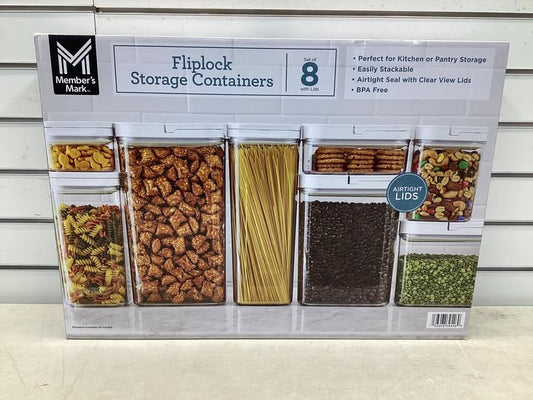 Member's
Mark™
Fliplock
Storage Containers
Set of
8
with Lids
• Perfect for Kitchen or Pantry Storage
• Easily Stackable
• Airtight Seal with Clear View Lids
• BPA Free
AIRTIGHT
LIDS